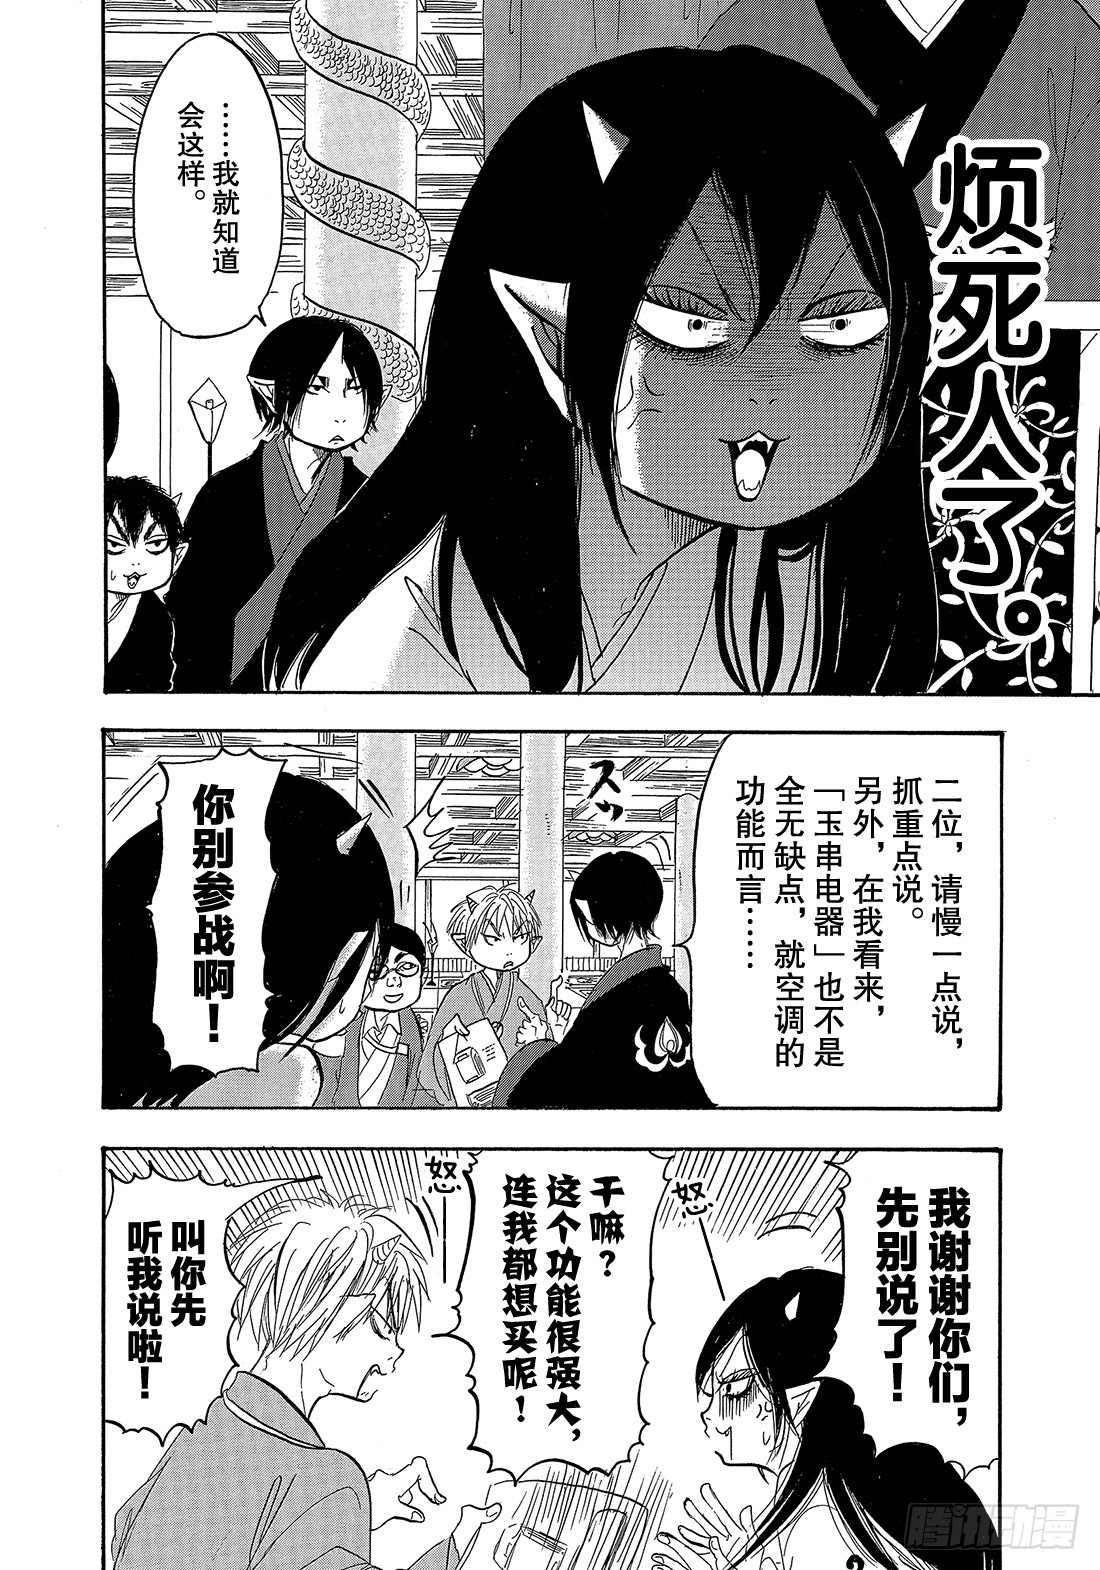 烦死人了。
……我就知道
会这样。
二位，请慢一点说，
抓重点说。
另外，在我看来，
「玉串电器」也不是
全无缺点，就空调的
功能而言……
スッ
你别参战啊！
我谢谢你们，
先别说了！
怒
干嘛？
这个功能很强大，
连我都想买呢！
怒
叫你先
听我说啦！
腾讯动漫